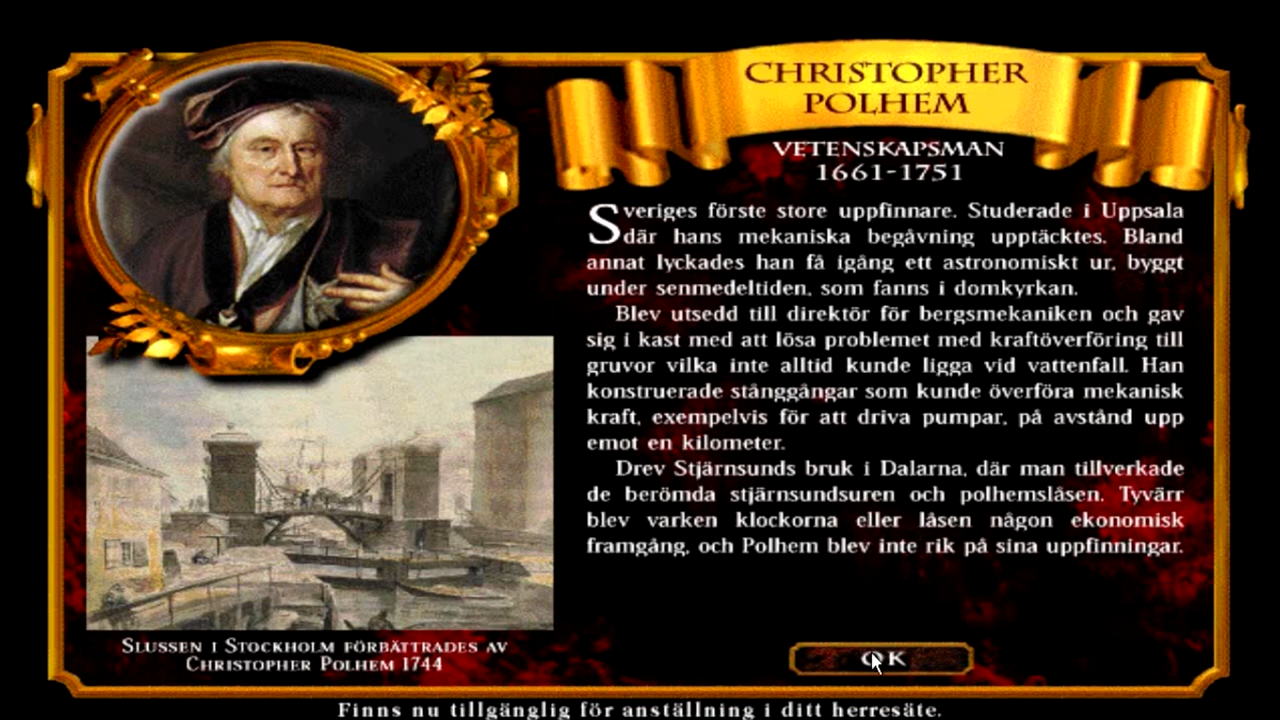 CHRISTOPHER
POLHEM
VETENSKAPSMAN
1661-1751
Sveriges förste store uppfinnare. Studerade i Uppsala
där hans mekaniska begåvning upptäcktes. Bland
annat lyckades han få igång ett astronomiskt ur, byggt
under senmedeltiden, som fanns i domkyrkan.
Blev utsedd till direktör för bergsmekaniken och gav
sig i kast med att lösa problemet med kraftöverföring till
gruvor vilka inte alltid kunde ligga vid vattenfall. Han
konstruerade stånggångar som kunde överföra mekanisk
kraft, exempelvis för att driva pumpar, på avstånd upp
emot en kilometer.
Drev Stjärnsunds bruk i Dalarna, där man tillverkade
de berömda stjärnsundsuren och polhemslåsen. Tyvärr
blev varken klockorna eller låsen någon ekonomisk
framgång, och Polhem blev inte rik på sina uppfinningar.
SLUSSEN I STOCKHOLM FÖRBÄTTRADES AV
CHRISTOPHER POLHEM 1744
OK
Finns nu tillgänglig för anställning i ditt herresäte.